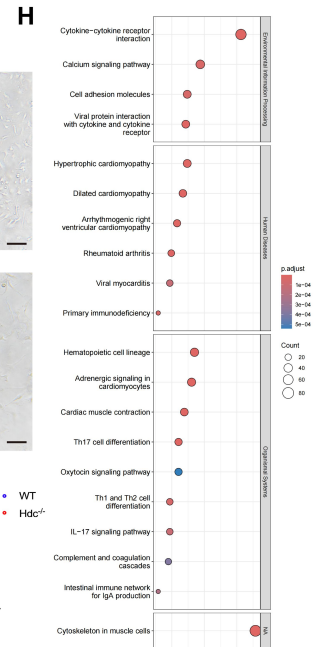 H
Cytokine−cytokine receptor
interaction
Calcium signaling pathway
Cell adhesion molecules
Viral protein interaction
with cytokine and cytokine
receptor
Environmental Information Processing
Hypertrophic cardiomyopathy
Dilated cardiomyopathy
Arrhythmogenic right
ventricular cardiomyopathy
Rheumatoid arthritis
Viral myocarditis
Primary immunodeficiency
Human Diseases
Hematopoietic cell lineage
Adrenergic signaling in
cardiomyocytes
Cardiac muscle contraction
Th17 cell differentiation
Oxytocin signaling pathway
Th1 and Th2 cell
differentiation
IL−17 signaling pathway
Complement and coagulation
cascades
Intestinal immune network
for IgA production
Organismal Systems
Cytoskeleton in muscle cells
NA
p.adjust
1e−04
2e−04
3e−04
4e−04
5e−04
Count
20
40
60
80
WT
Hdc-/-